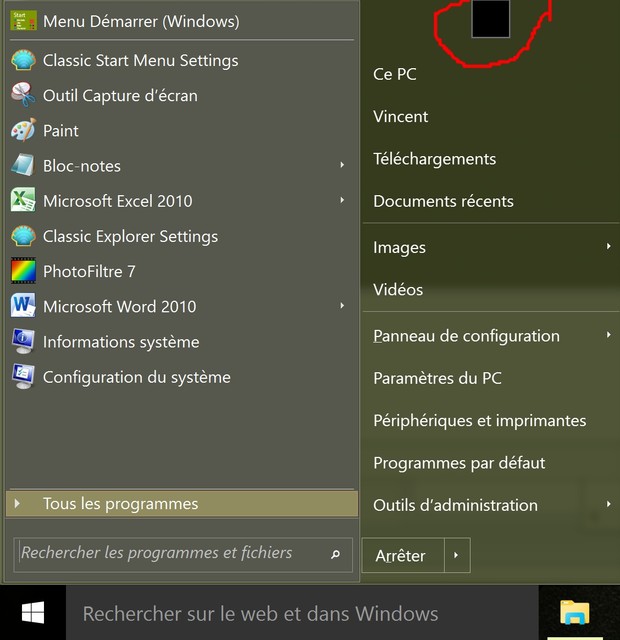 Start
Menu Démarrer (Windows)
Classic Start Menu Settings
Outil Capture d'écran
Paint
Bloc-notes
Microsoft Excel 2010
Classic Explorer Settings
PhotoFiltre 7
Microsoft Word 2010
Informations système
Configuration du système
Tous les programmes
Rechercher les programmes et fichiers
Ce PC
Vincent
Téléchargements
Documents récents
Images
Vidéos
Panneau de configuration
Paramètres du PC
Périphériques et imprimantes
Programmes par défaut
Outils d'administration
Arrêter
Rechercher sur le web et dans Windows